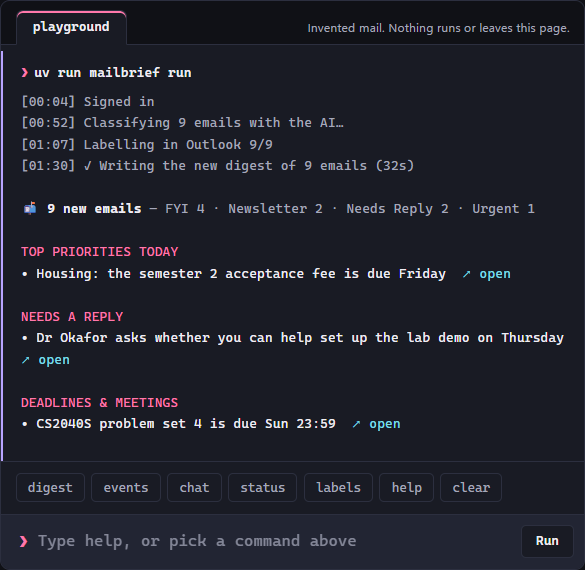 playground
Invented mail. Nothing runs or leaves this page.
❯ uv run mailbrief run
[00:04] Signed in
[00:52] Classifying 9 emails with the AI…
[01:07] Labelling in Outlook 9/9
[01:30] ✓ Writing the new digest of 9 emails (32s)
📬 9 new emails — FYI 4 · Newsletter 2 · Needs Reply 2 · Urgent 1
TOP PRIORITIES TODAY
• Housing: the semester 2 acceptance fee is due Friday ↗ open
NEEDS A REPLY
• Dr Okafor asks whether you can help set up the lab demo on Thursday
↗ open
DEADLINES & MEETINGS
• CS2040S problem set 4 is due Sun 23:59 ↗ open
digest events chat status labels help clear
❯ Type help, or pick a command above Run